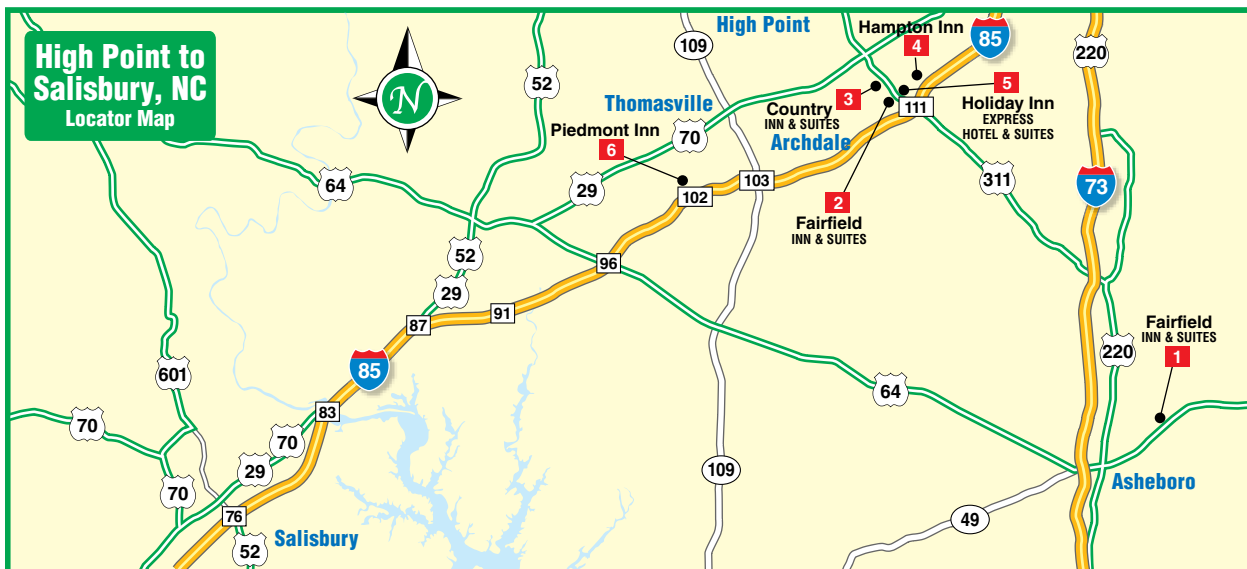 High Point to
Salisbury, NC
Locator Map
N
High Point
109
52
220
85
Hampton Inn
4
5
Holiday Inn
EXPRESS
HOTEL & SUITES
3
Country
INN & SUITES
111
Archdale
Thomasville
70
Piedmont Inn
6
64
29
102
103
2
Fairfield
INN & SUITES
311
73
52
29
96
91
87
85
601
83
70
70
29
70
76
52
Salisbury
109
64
220
Fairfield
INN & SUITES
1
Asheboro
49